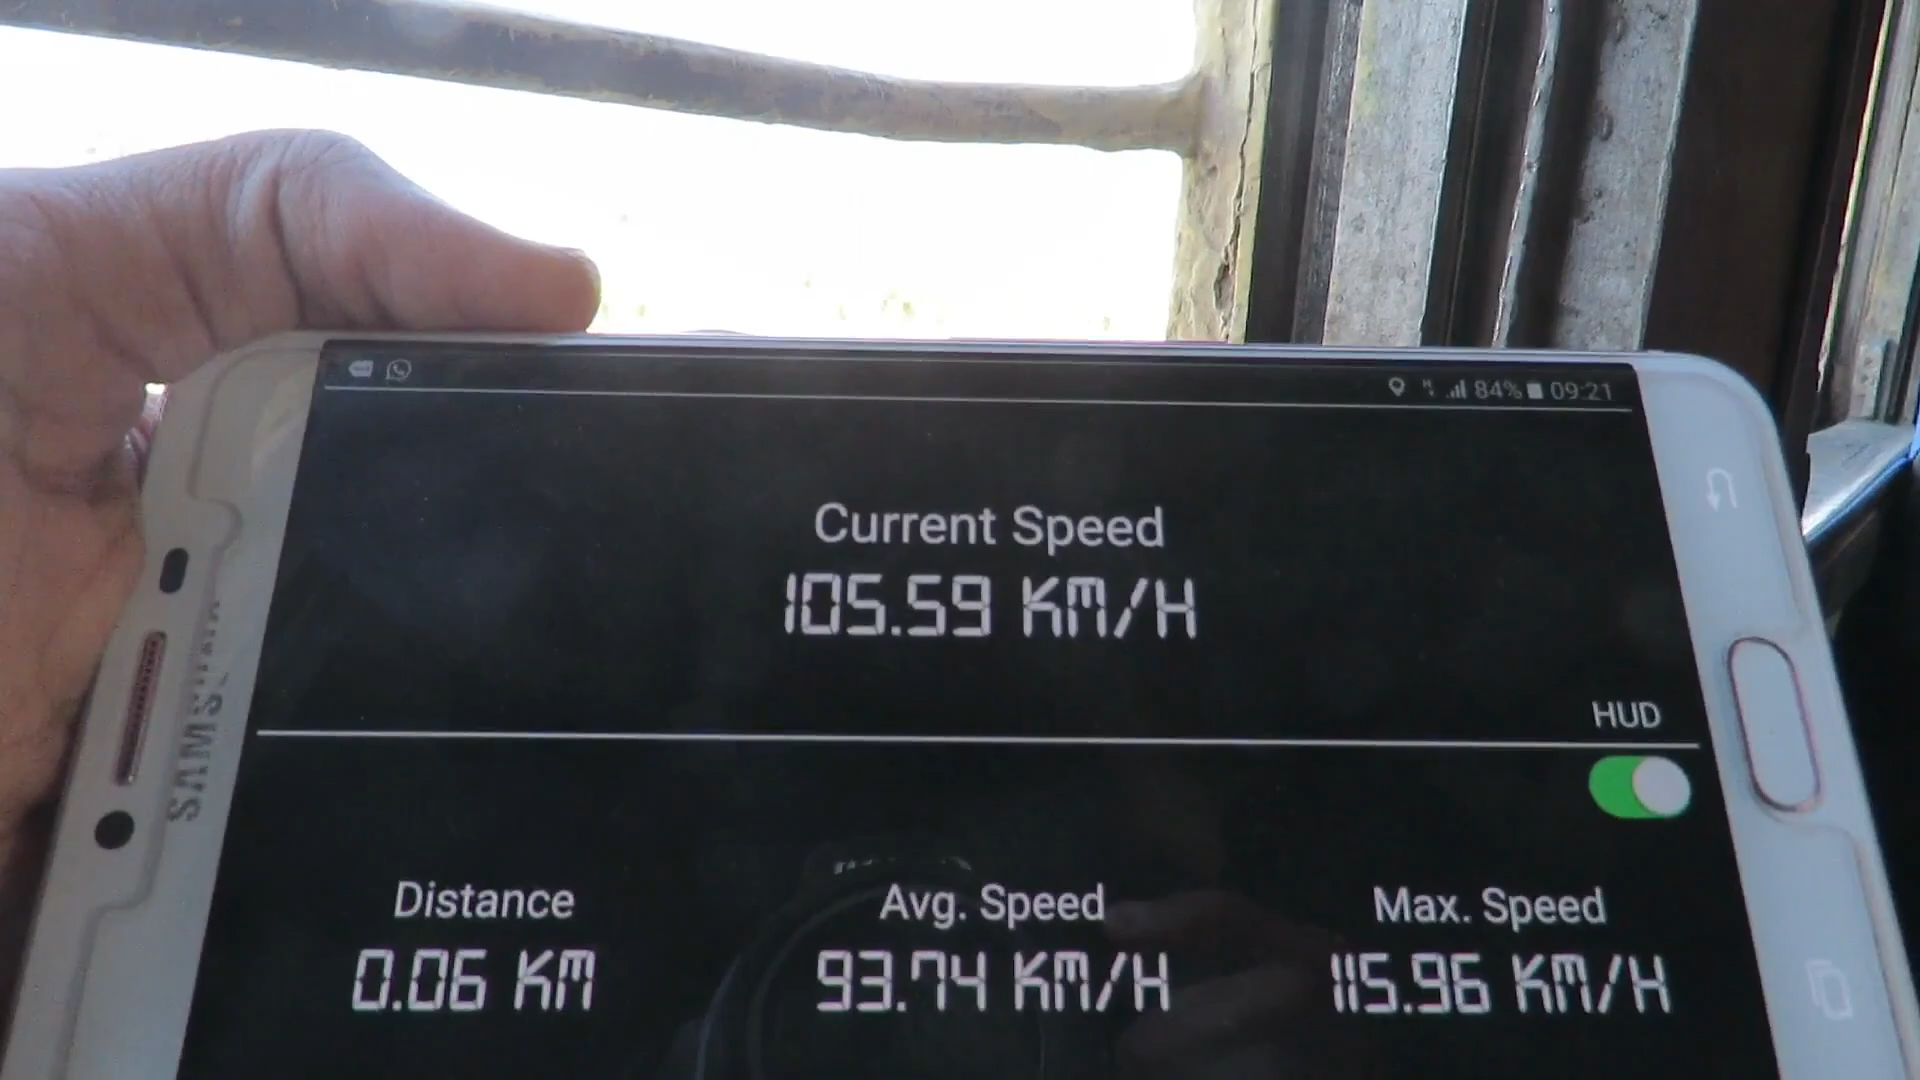 84% 09:21
Current Speed
105.59 KM/H
HUD
SAMSUNG
Distance Avg. Speed Max. Speed
0.06 KM 93.74 KM/H 115.96 KM/H